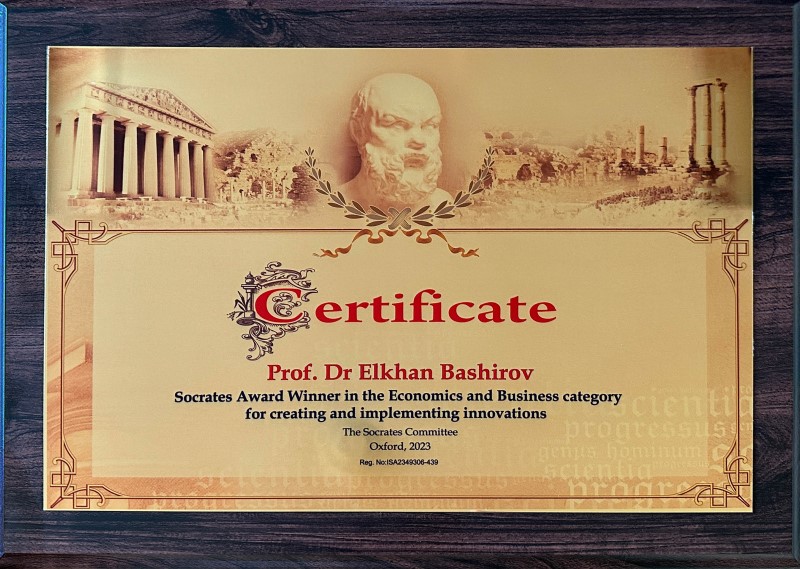 Certificate
Prof. Dr Elkhan Bashirov
Socrates Award Winner in the Economics and Business category
for creating and implementing innovations
The Socrates Committee
Oxford, 2023
Reg. No:ISA2349306-439
scientia
progressus
genus hominum
scientia
progressus